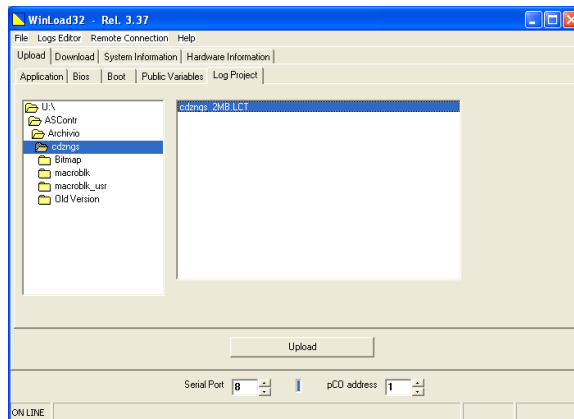 WinLoad32 - Rel. 3.37
File Logs Editor Remote Connection Help
Upload Download System Information Hardware Information
Application Bios Boot Public Variables Log Project
U:\
ASContr
Archivio
cdzngs
Bitmap
macroblk
macroblk_usr
Old Version
cdzngs_2MB.LCT
Upload
Serial Port 8 pCO address 1
ON LINE